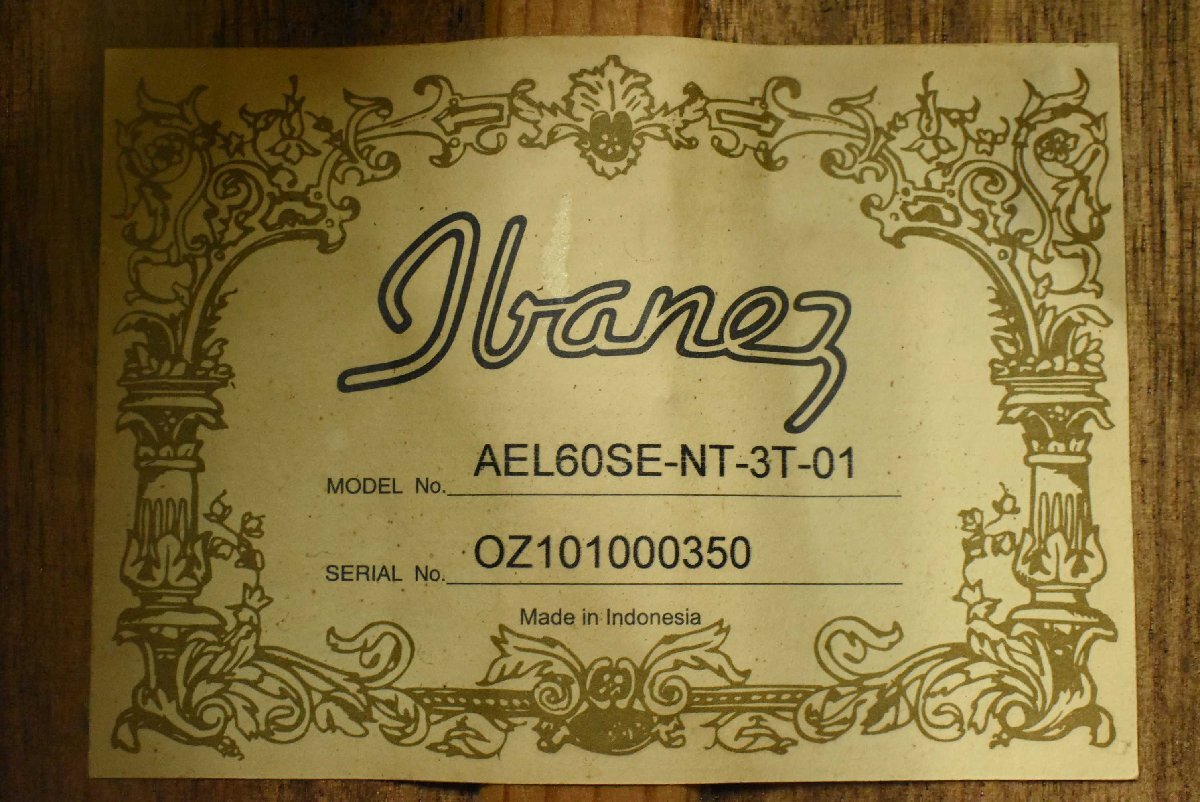 Ibanez
MODEL No. AEL60SE-NT-3T-01
SERIAL No. OZ101000350
Made in Indonesia